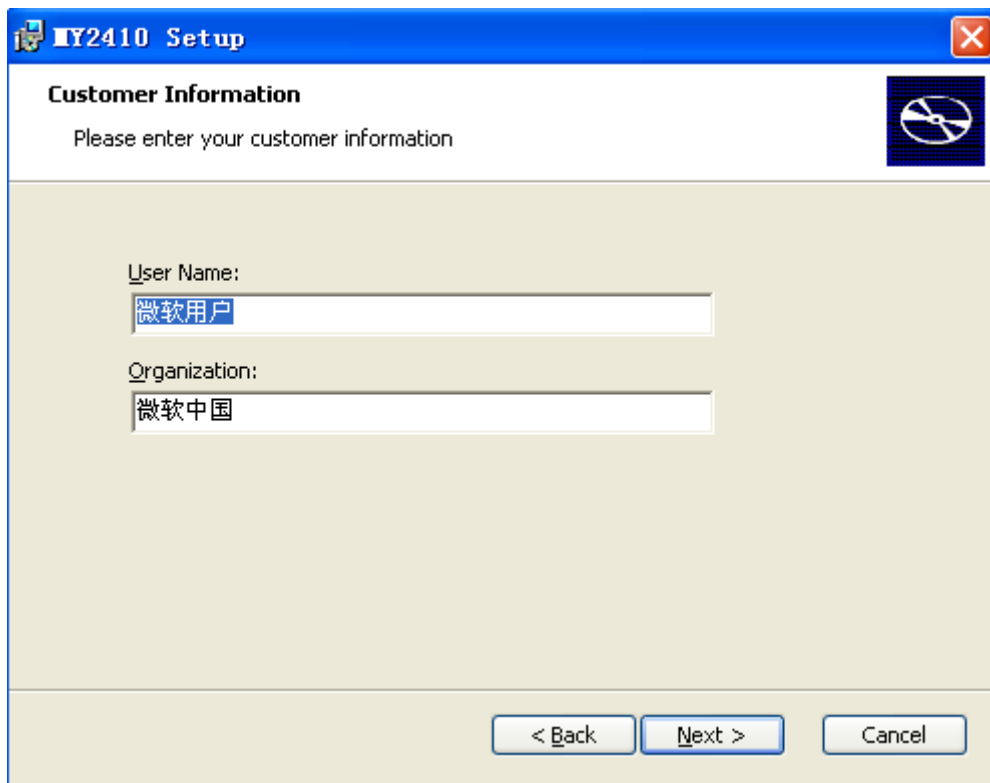 MY2410 Setup
Customer Information
Please enter your customer information
User Name:
微软用户
Organization:
微软中国
< Back
Next >
Cancel